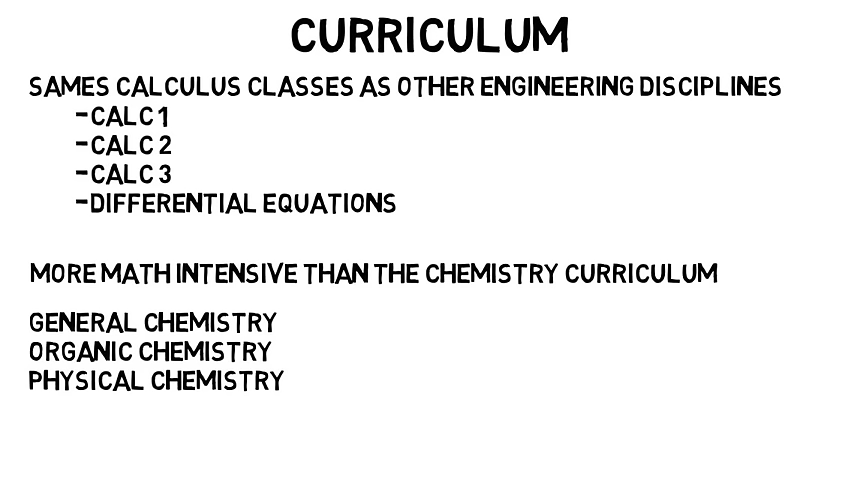 CURRICULUM
SAMES CALCULUS CLASSES AS OTHER ENGINEERING DISCIPLINES
-CALC 1
-CALC 2
-CALC 3
-DIFFERENTIAL EQUATIONS
MORE MATH INTENSIVE THAN THE CHEMISTRY CURRICULUM
GENERAL CHEMISTRY
ORGANIC CHEMISTRY
PHYSICAL CHEMISTRY